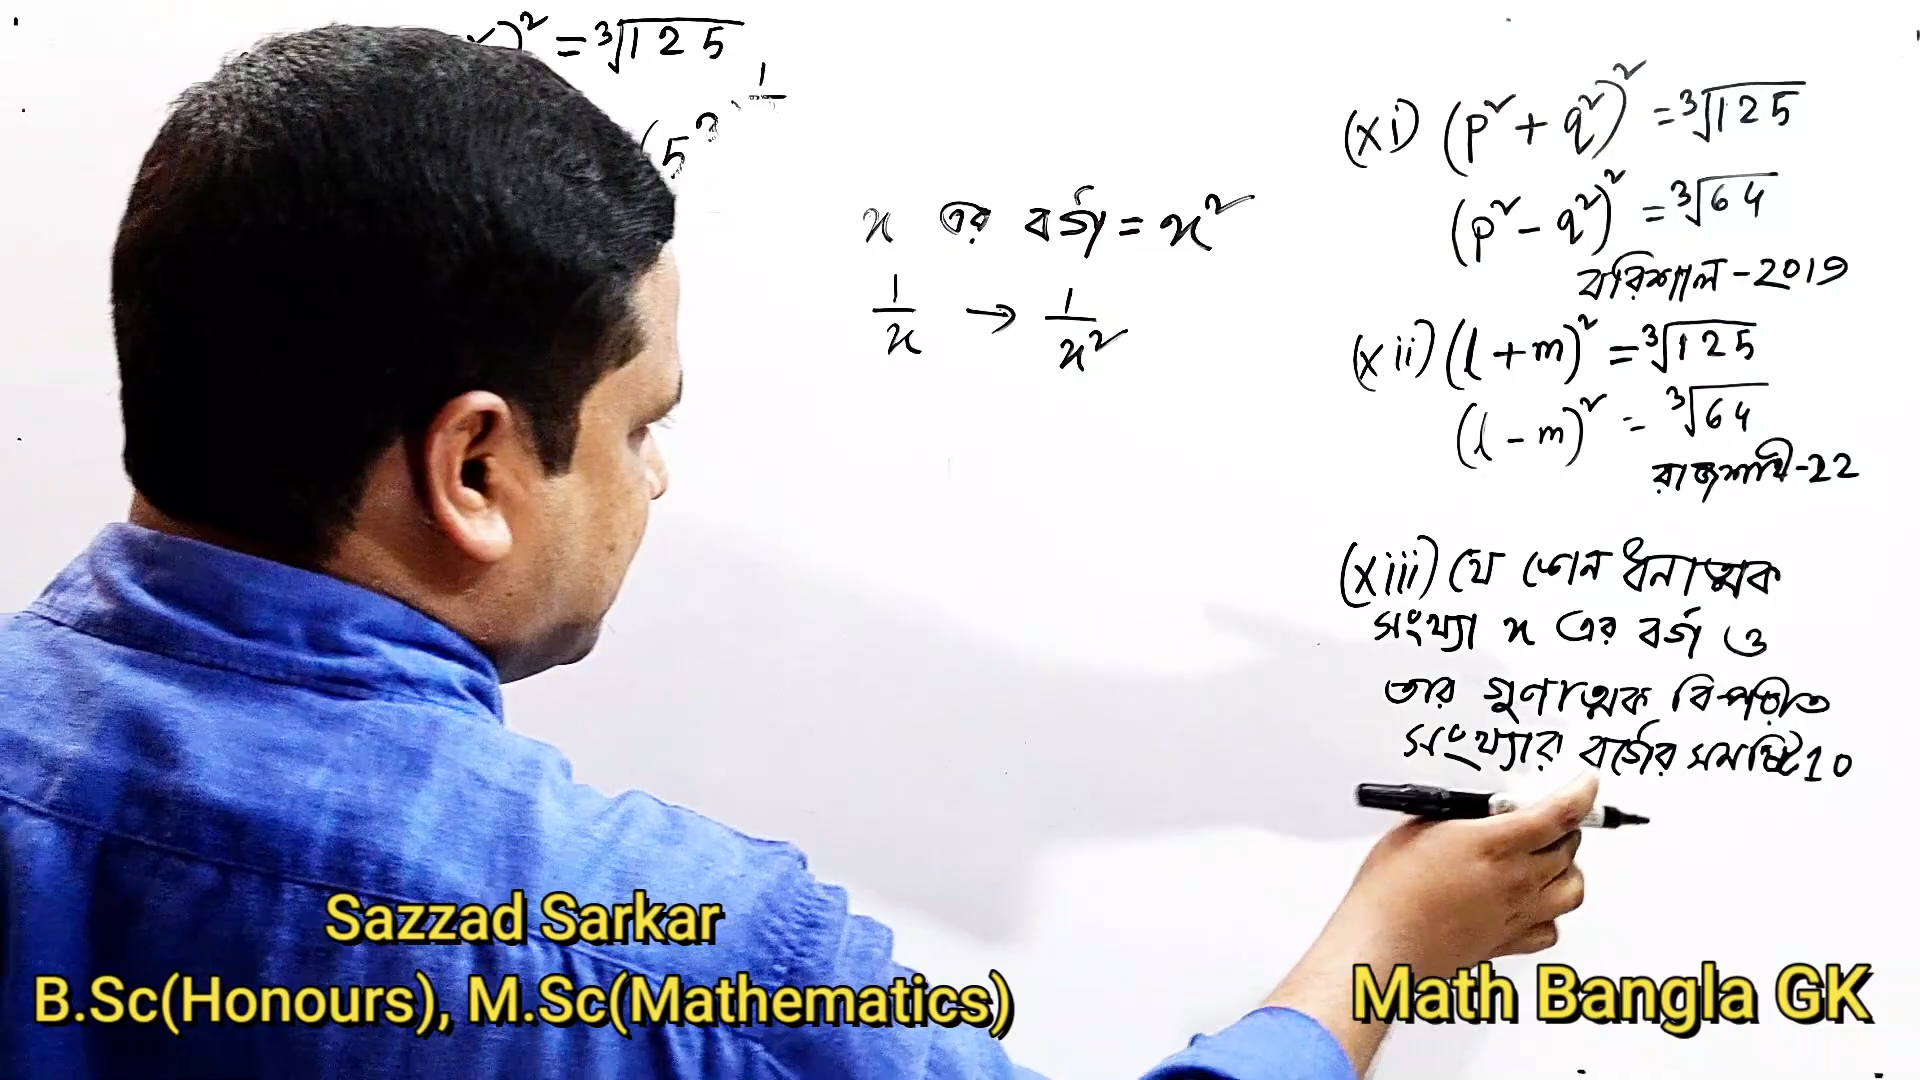 )² = ∛125
(5³
x এর বর্গ = x²
1/x → 1/x²
(xi) (p² + q²)² = ∛125
(p² - q²)² = ∛64
বরিশাল - 2019
(xii) (l + m)² = ∛125
(l - m)² = ∛64
রাজশাহী - 22
(xiii) যে কোন ধনাত্মক
সংখ্যা x এর বর্গ ও
তার গুণাত্মক বিপরীত
সংখ্যার বর্গের সমষ্টি 10
Sazzad Sarkar
B.Sc(Honours), M.Sc(Mathematics)
Math Bangla GK